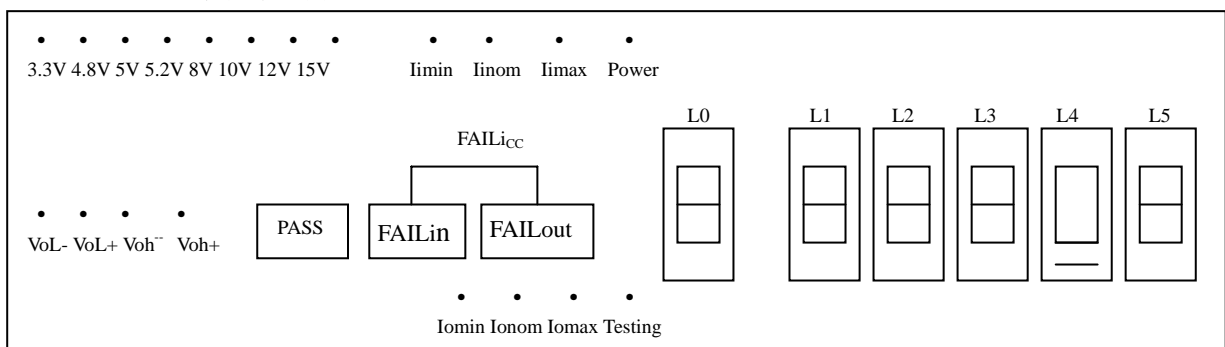 3.3V 4.8V 5V 5.2V 8V 10V 12V 15V
Iimin Iinom Iimax Power
L0 L1 L2 L3 L4 L5
FAILiCC
VoL- VoL+ Voh-- Voh+
PASS
FAILin
FAILout
Iomin Ionom Iomax Testing